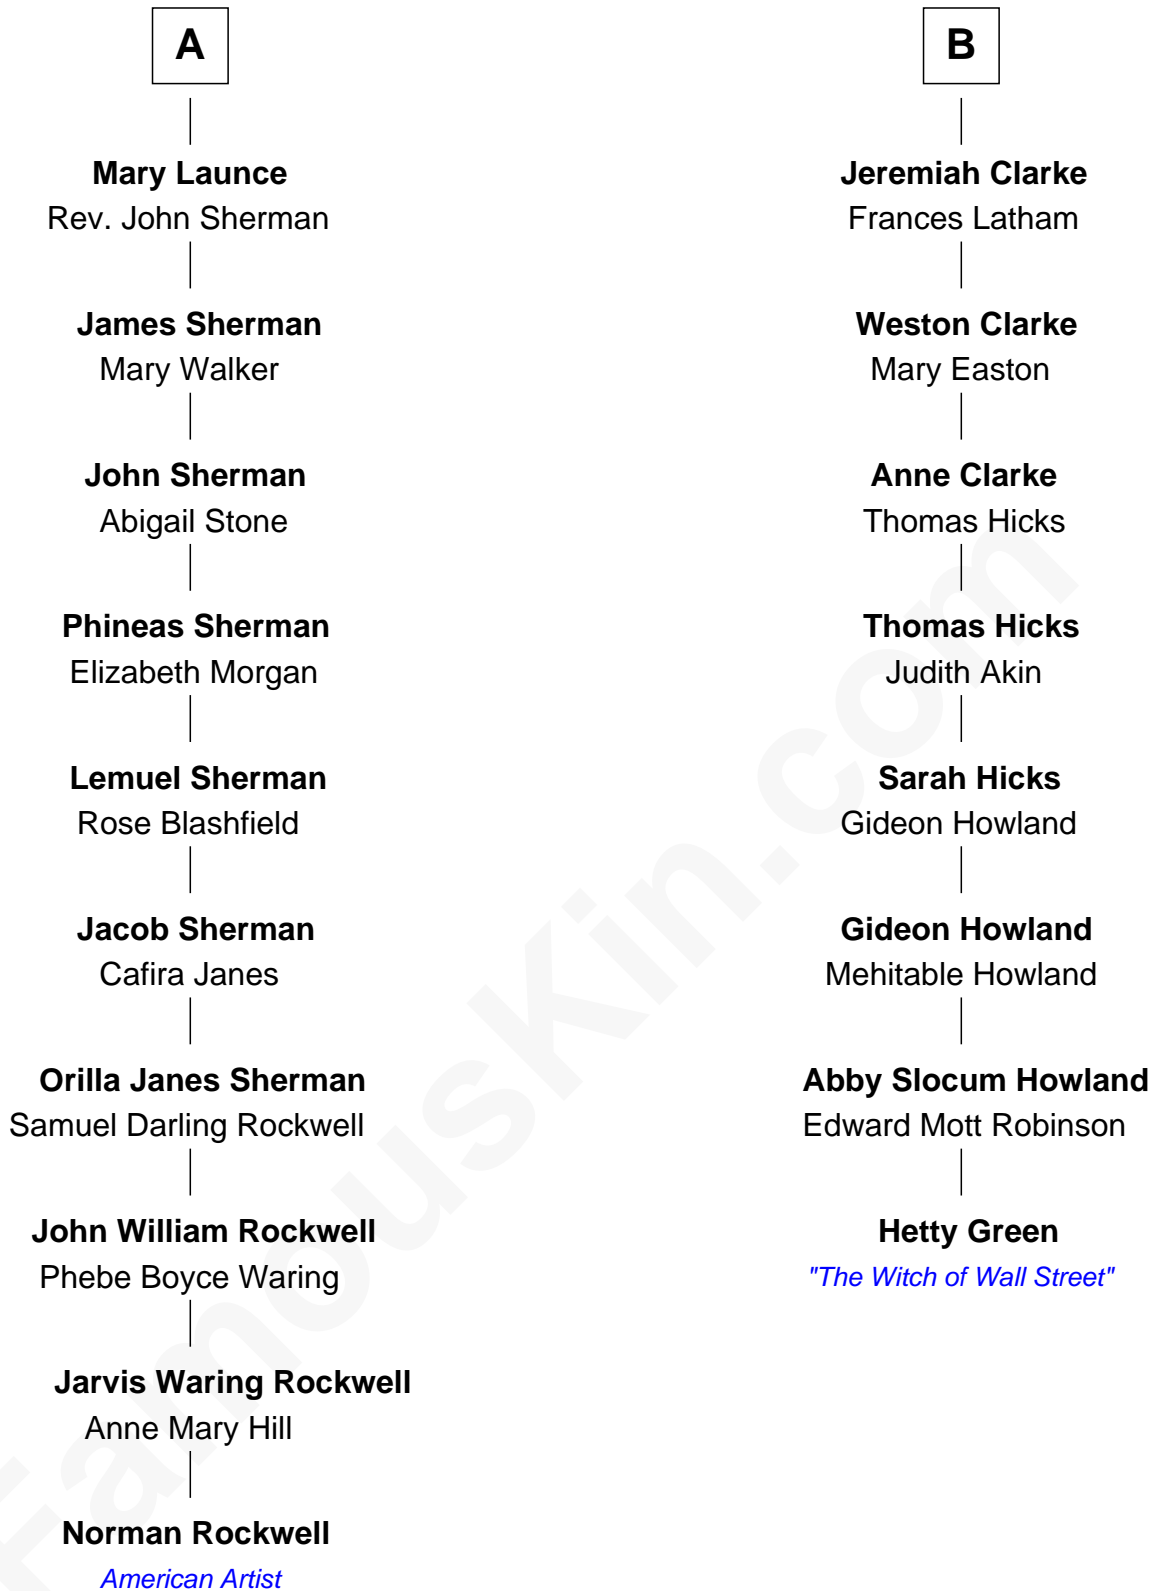 A
Mary Launce
Rev. John Sherman
James Sherman
Mary Walker
John Sherman
Abigail Stone
Phineas Sherman
Elizabeth Morgan
Lemuel Sherman
Rose Blashfield
Jacob Sherman
Cafira Janes
Orilla Janes Sherman
Samuel Darling Rockwell
John William Rockwell
Phebe Boyce Waring
Jarvis Waring Rockwell
Anne Mary Hill
Norman Rockwell
American Artist
B
Jeremiah Clarke
Frances Latham
Weston Clarke
Mary Easton
Anne Clarke
Thomas Hicks
Thomas Hicks
Judith Akin
Sarah Hicks
Gideon Howland
Gideon Howland
Mehitable Howland
Abby Slocum Howland
Edward Mott Robinson
Hetty Green
"The Witch of Wall Street"
FamousKin.com